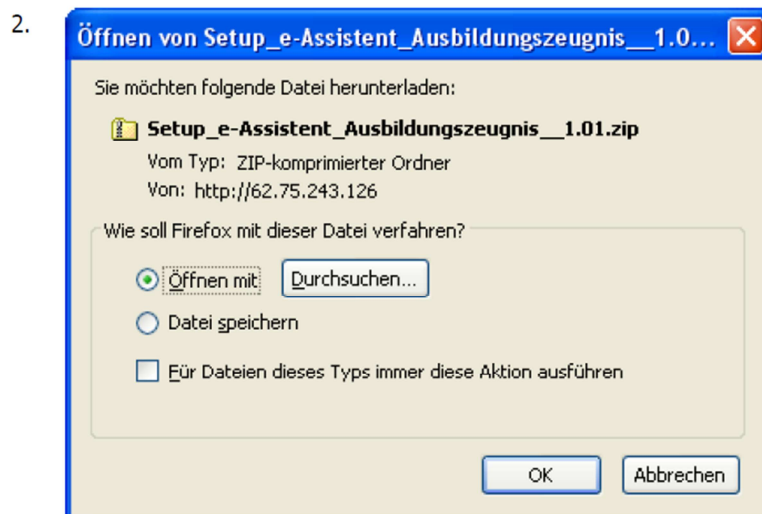 2.
Öffnen von Setup_e-Assistent_Ausbildungszeugnis__1.0...
Sie möchten folgende Datei herunterladen:
Setup_e-Assistent_Ausbildungszeugnis__1.01.zip
Vom Typ: ZIP-komprimierter Ordner
Von: http://62.75.243.126
Wie soll Firefox mit dieser Datei verfahren?
Öffnen mit Durchsuchen...
Datei speichern
Für Dateien dieses Typs immer diese Aktion ausführen
OK Abbrechen